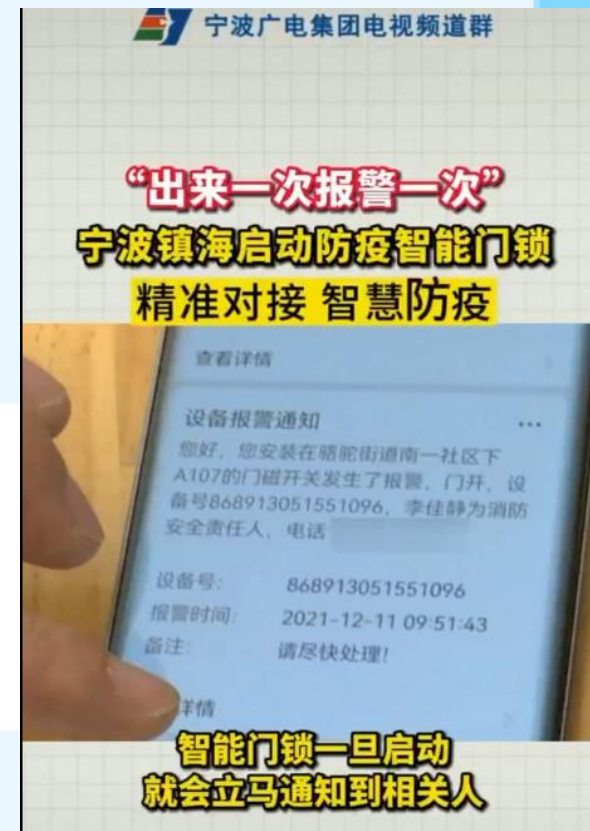 宁波广电集团电视频道群
“出来一次报警一次”
宁波镇海启动防疫智能门锁
精准对接 智慧防疫
查看详情
设备报警通知
您好，您安装在骆驼街道南一社区下
A107的门磁开关发生了报警，门开，设
备号868913051551096，李佳静为消防
安全责任人，电话
设备号： 868913051551096
报警时间： 2021-12-11 09:51:43
备注： 请尽快处理！
详情
智能门锁一旦启动
就会立马通知到相关人